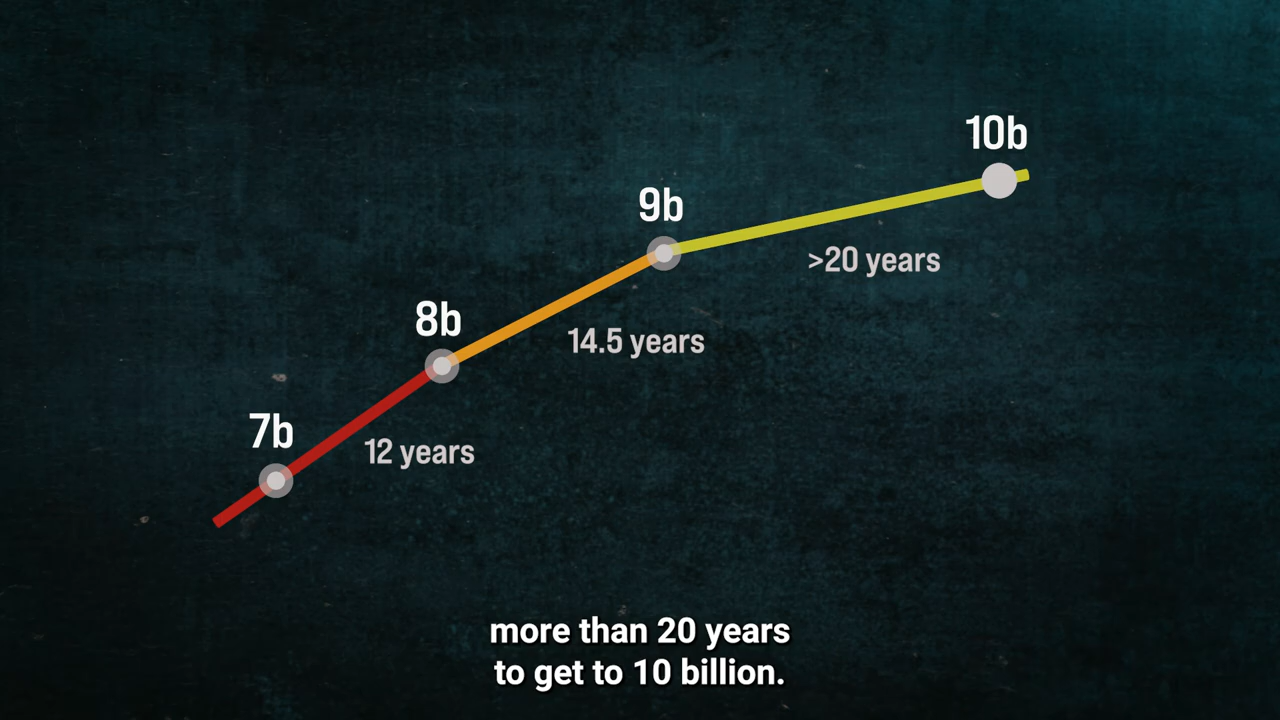 10b
9b
>20 years
8b
14.5 years
7b
12 years
more than 20 years
to get to 10 billion.